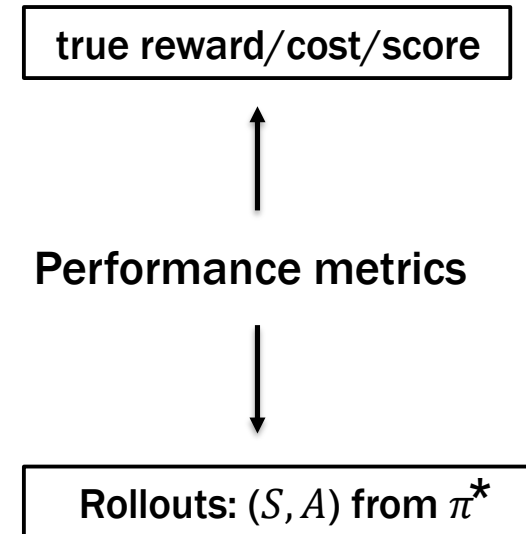 true reward/cost/score
Performance metrics
Rollouts: (S, A) from π*